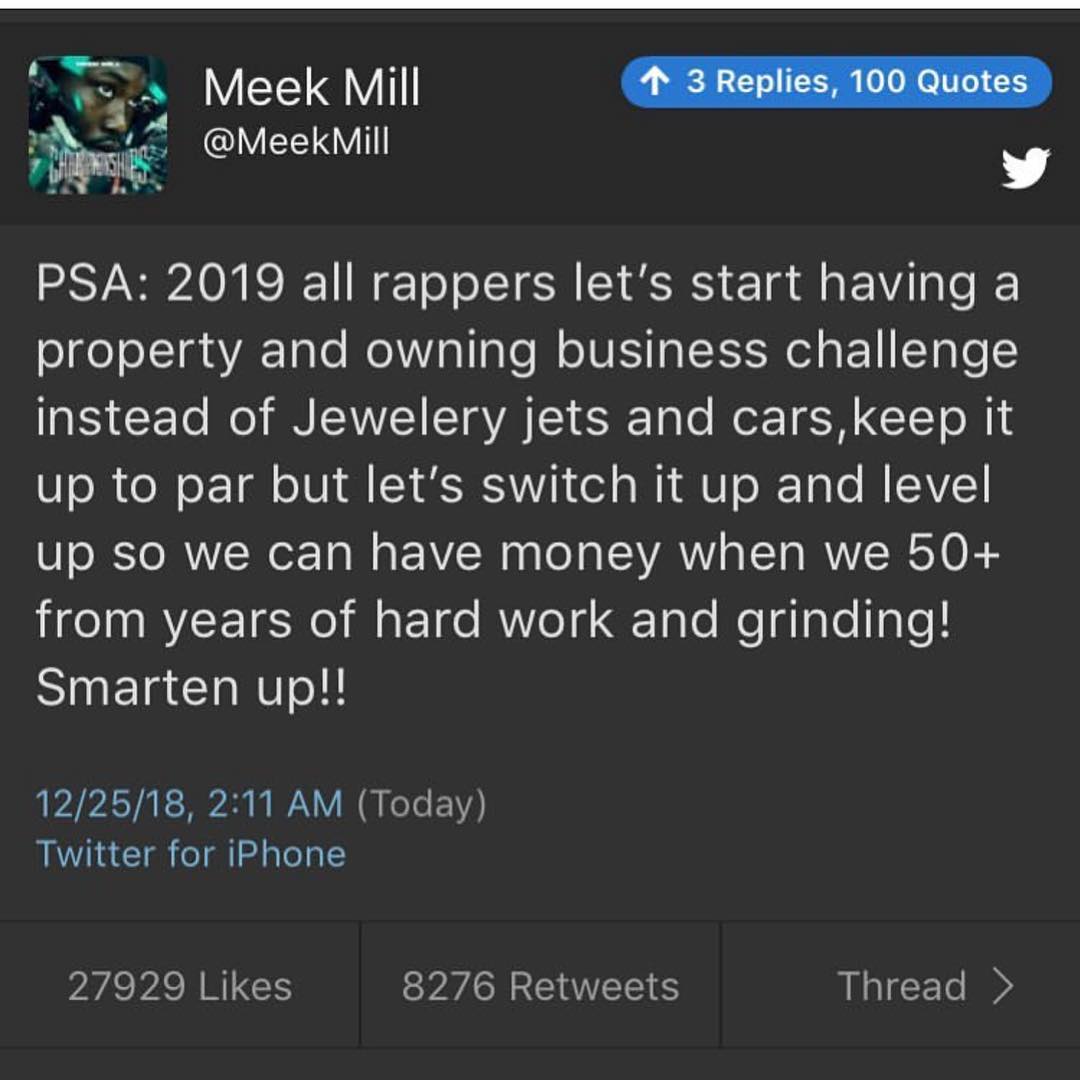 Meek Mill
@MeekMill
↑ 3 Replies, 100 Quotes
CHAMPIONSHIPS
PSA: 2019 all rappers let’s start having a
property and owning business challenge
instead of Jewelery jets and cars,keep it
up to par but let’s switch it up and level
up so we can have money when we 50+
from years of hard work and grinding!
Smarten up!!
12/25/18, 2:11 AM (Today)
Twitter for iPhone
27929 Likes
8276 Retweets
Thread >